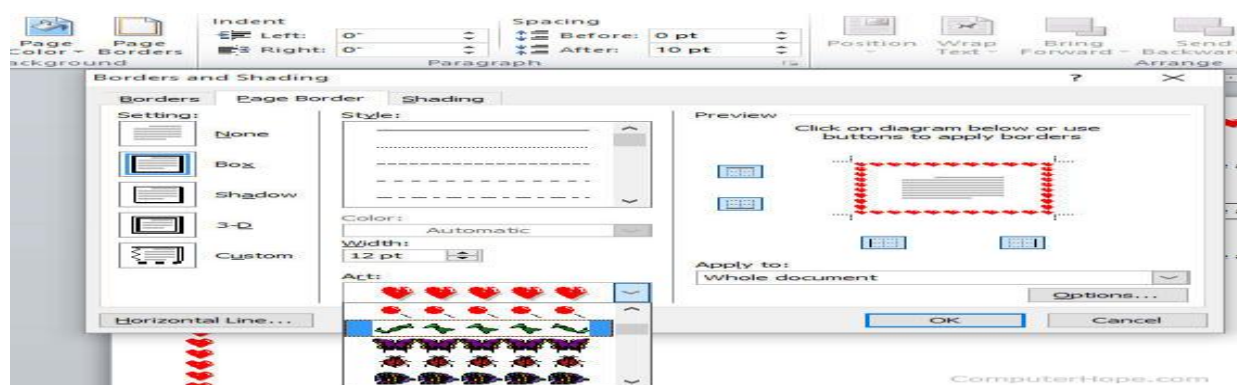 Indent Spacing
Page Color Page Borders Left: 0" Before: 0 pt Position Wrap Text Bring Forward Send Backward
Right: 0" After: 10 pt
ackground Paragraph Arrange
Borders and Shading ?
Borders Page Border Shading
Setting: Style: Preview
None
Click on diagram below or use
buttons to apply borders
Box
Shadow
Color:
3-D Automatic
Width:
Custom 12 pt
Apply to:
Art: Whole document
Options...
Horizontal Line... OK Cancel
ComputerHope.com